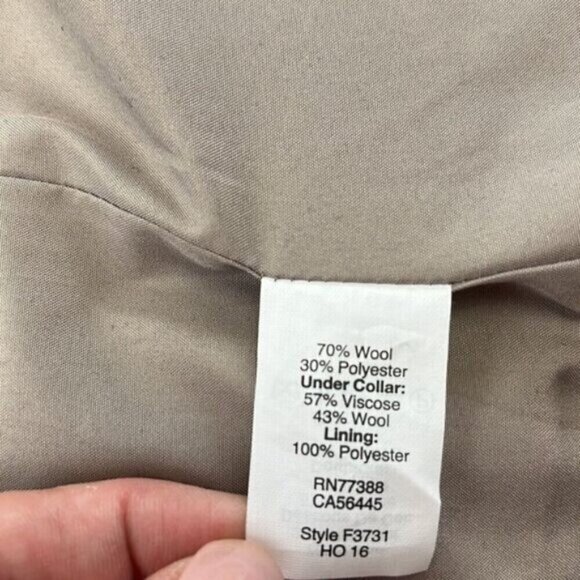 70% Wool
30% Polyester
Under Collar:
57% Viscose
43% Wool
Lining:
100% Polyester
RN77388
CA56445
Style F3731
HO 16